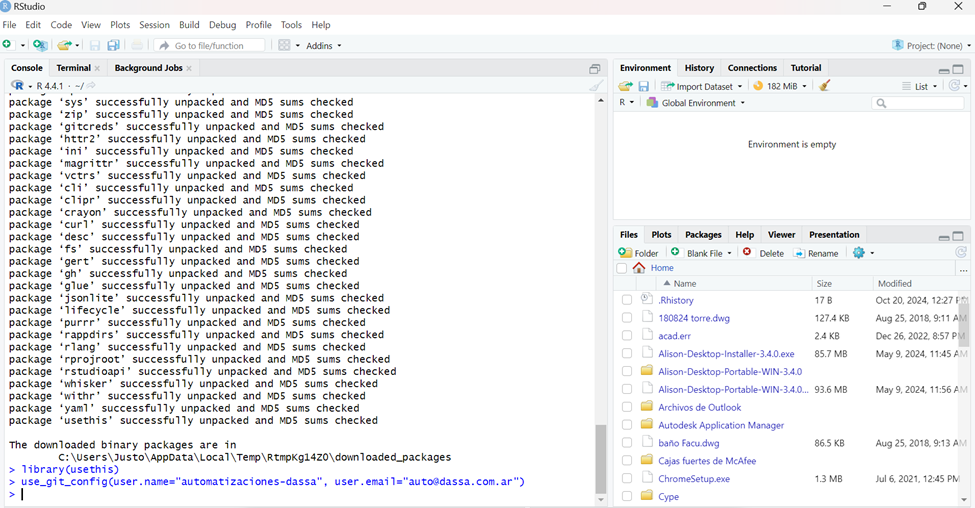 RStudio
File Edit Code View Plots Session Build Debug Profile Tools Help
Go to file/function Addins Project: (None)
Console Terminal Background Jobs
R 4.4.1 · ~/
package ‘sys’ successfully unpacked and MD5 sums checked
package ‘zip’ successfully unpacked and MD5 sums checked
package ‘gitcreds’ successfully unpacked and MD5 sums checked
package ‘httr2’ successfully unpacked and MD5 sums checked
package ‘ini’ successfully unpacked and MD5 sums checked
package ‘magrittr’ successfully unpacked and MD5 sums checked
package ‘vctrs’ successfully unpacked and MD5 sums checked
package ‘cli’ successfully unpacked and MD5 sums checked
package ‘clipr’ successfully unpacked and MD5 sums checked
package ‘crayon’ successfully unpacked and MD5 sums checked
package ‘curl’ successfully unpacked and MD5 sums checked
package ‘desc’ successfully unpacked and MD5 sums checked
package ‘fs’ successfully unpacked and MD5 sums checked
package ‘gert’ successfully unpacked and MD5 sums checked
package ‘gh’ successfully unpacked and MD5 sums checked
package ‘glue’ successfully unpacked and MD5 sums checked
package ‘jsonlite’ successfully unpacked and MD5 sums checked
package ‘lifecycle’ successfully unpacked and MD5 sums checked
package ‘purrr’ successfully unpacked and MD5 sums checked
package ‘rappdirs’ successfully unpacked and MD5 sums checked
package ‘rlang’ successfully unpacked and MD5 sums checked
package ‘rprojroot’ successfully unpacked and MD5 sums checked
package ‘rstudioapi’ successfully unpacked and MD5 sums checked
package ‘whisker’ successfully unpacked and MD5 sums checked
package ‘withr’ successfully unpacked and MD5 sums checked
package ‘yaml’ successfully unpacked and MD5 sums checked
package ‘usethis’ successfully unpacked and MD5 sums checked
The downloaded binary packages are in
C:\Users\Justo\AppData\Local\Temp\RtmpKg14Z0\downloaded_packages
> library(usethis)
> use_git_config(user.name="automatizaciones-dassa", user.email="auto@dassa.com.ar")
>
Environment History Connections Tutorial
Import Dataset 182 MiB List
R Global Environment
Environment is empty
Files Plots Packages Help Viewer Presentation
Folder Blank File Delete Rename
Home ...
Name Size Modified
.Rhistory 17 B Oct 20, 2024, 12:27 PM
180824 torre.dwg 127.4 KB Aug 25, 2018, 9:11 AM
acad.err 2.4 KB Dec 26, 2022, 8:57 PM
Alison-Desktop-Installer-3.4.0.exe 85.7 MB May 9, 2024, 11:45 AM
Alison-Desktop-Portable-WIN-3.4.0
Alison-Desktop-Portable-WIN-3.4.0... 93.6 MB May 9, 2024, 11:56 AM
Archivos de Outlook
Autodesk Application Manager
baño Facu.dwg 86.5 KB Aug 25, 2018, 9:13 AM
Cajas fuertes de McAfee
ChromeSetup.exe 1.3 MB Jul 6, 2021, 12:45 PM
Cype